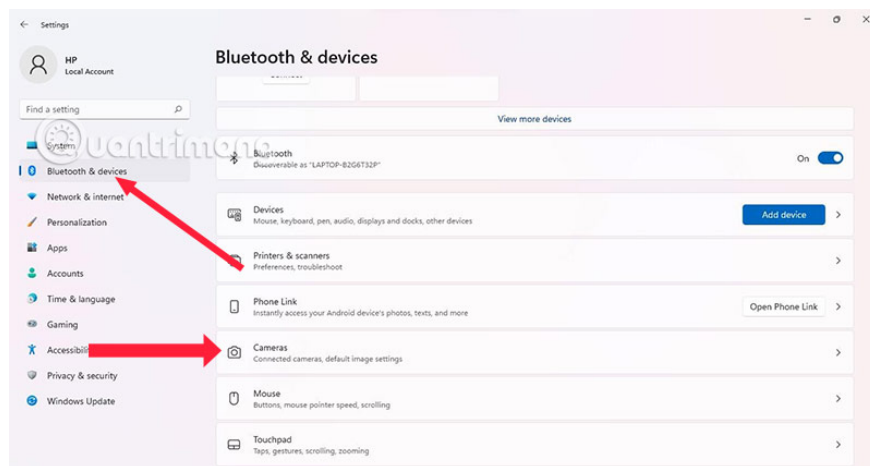 Settings
HP
Local Account
Find a setting
System
Bluetooth & devices
Network & internet
Personalization
Apps
Accounts
Time & language
Gaming
Privacy & security
Windows Update
Bluetooth & devices
View more devices
Bluetooth
Discoverable as "LAPTOP-B2G6T32P"
On
Devices
Mouse, keyboard, pen, audio, displays and docks, other devices
Add device
Printers & scanners
Preferences, troubleshoot
Phone Link
Instantly access your Android device's photos, texts, and more
Open Phone Link
Cameras
Connected cameras, default image settings
Mouse
Buttons, mouse pointer speed, scrolling
Touchpad
Taps, gestures, scrolling, zooming
Quantrimang